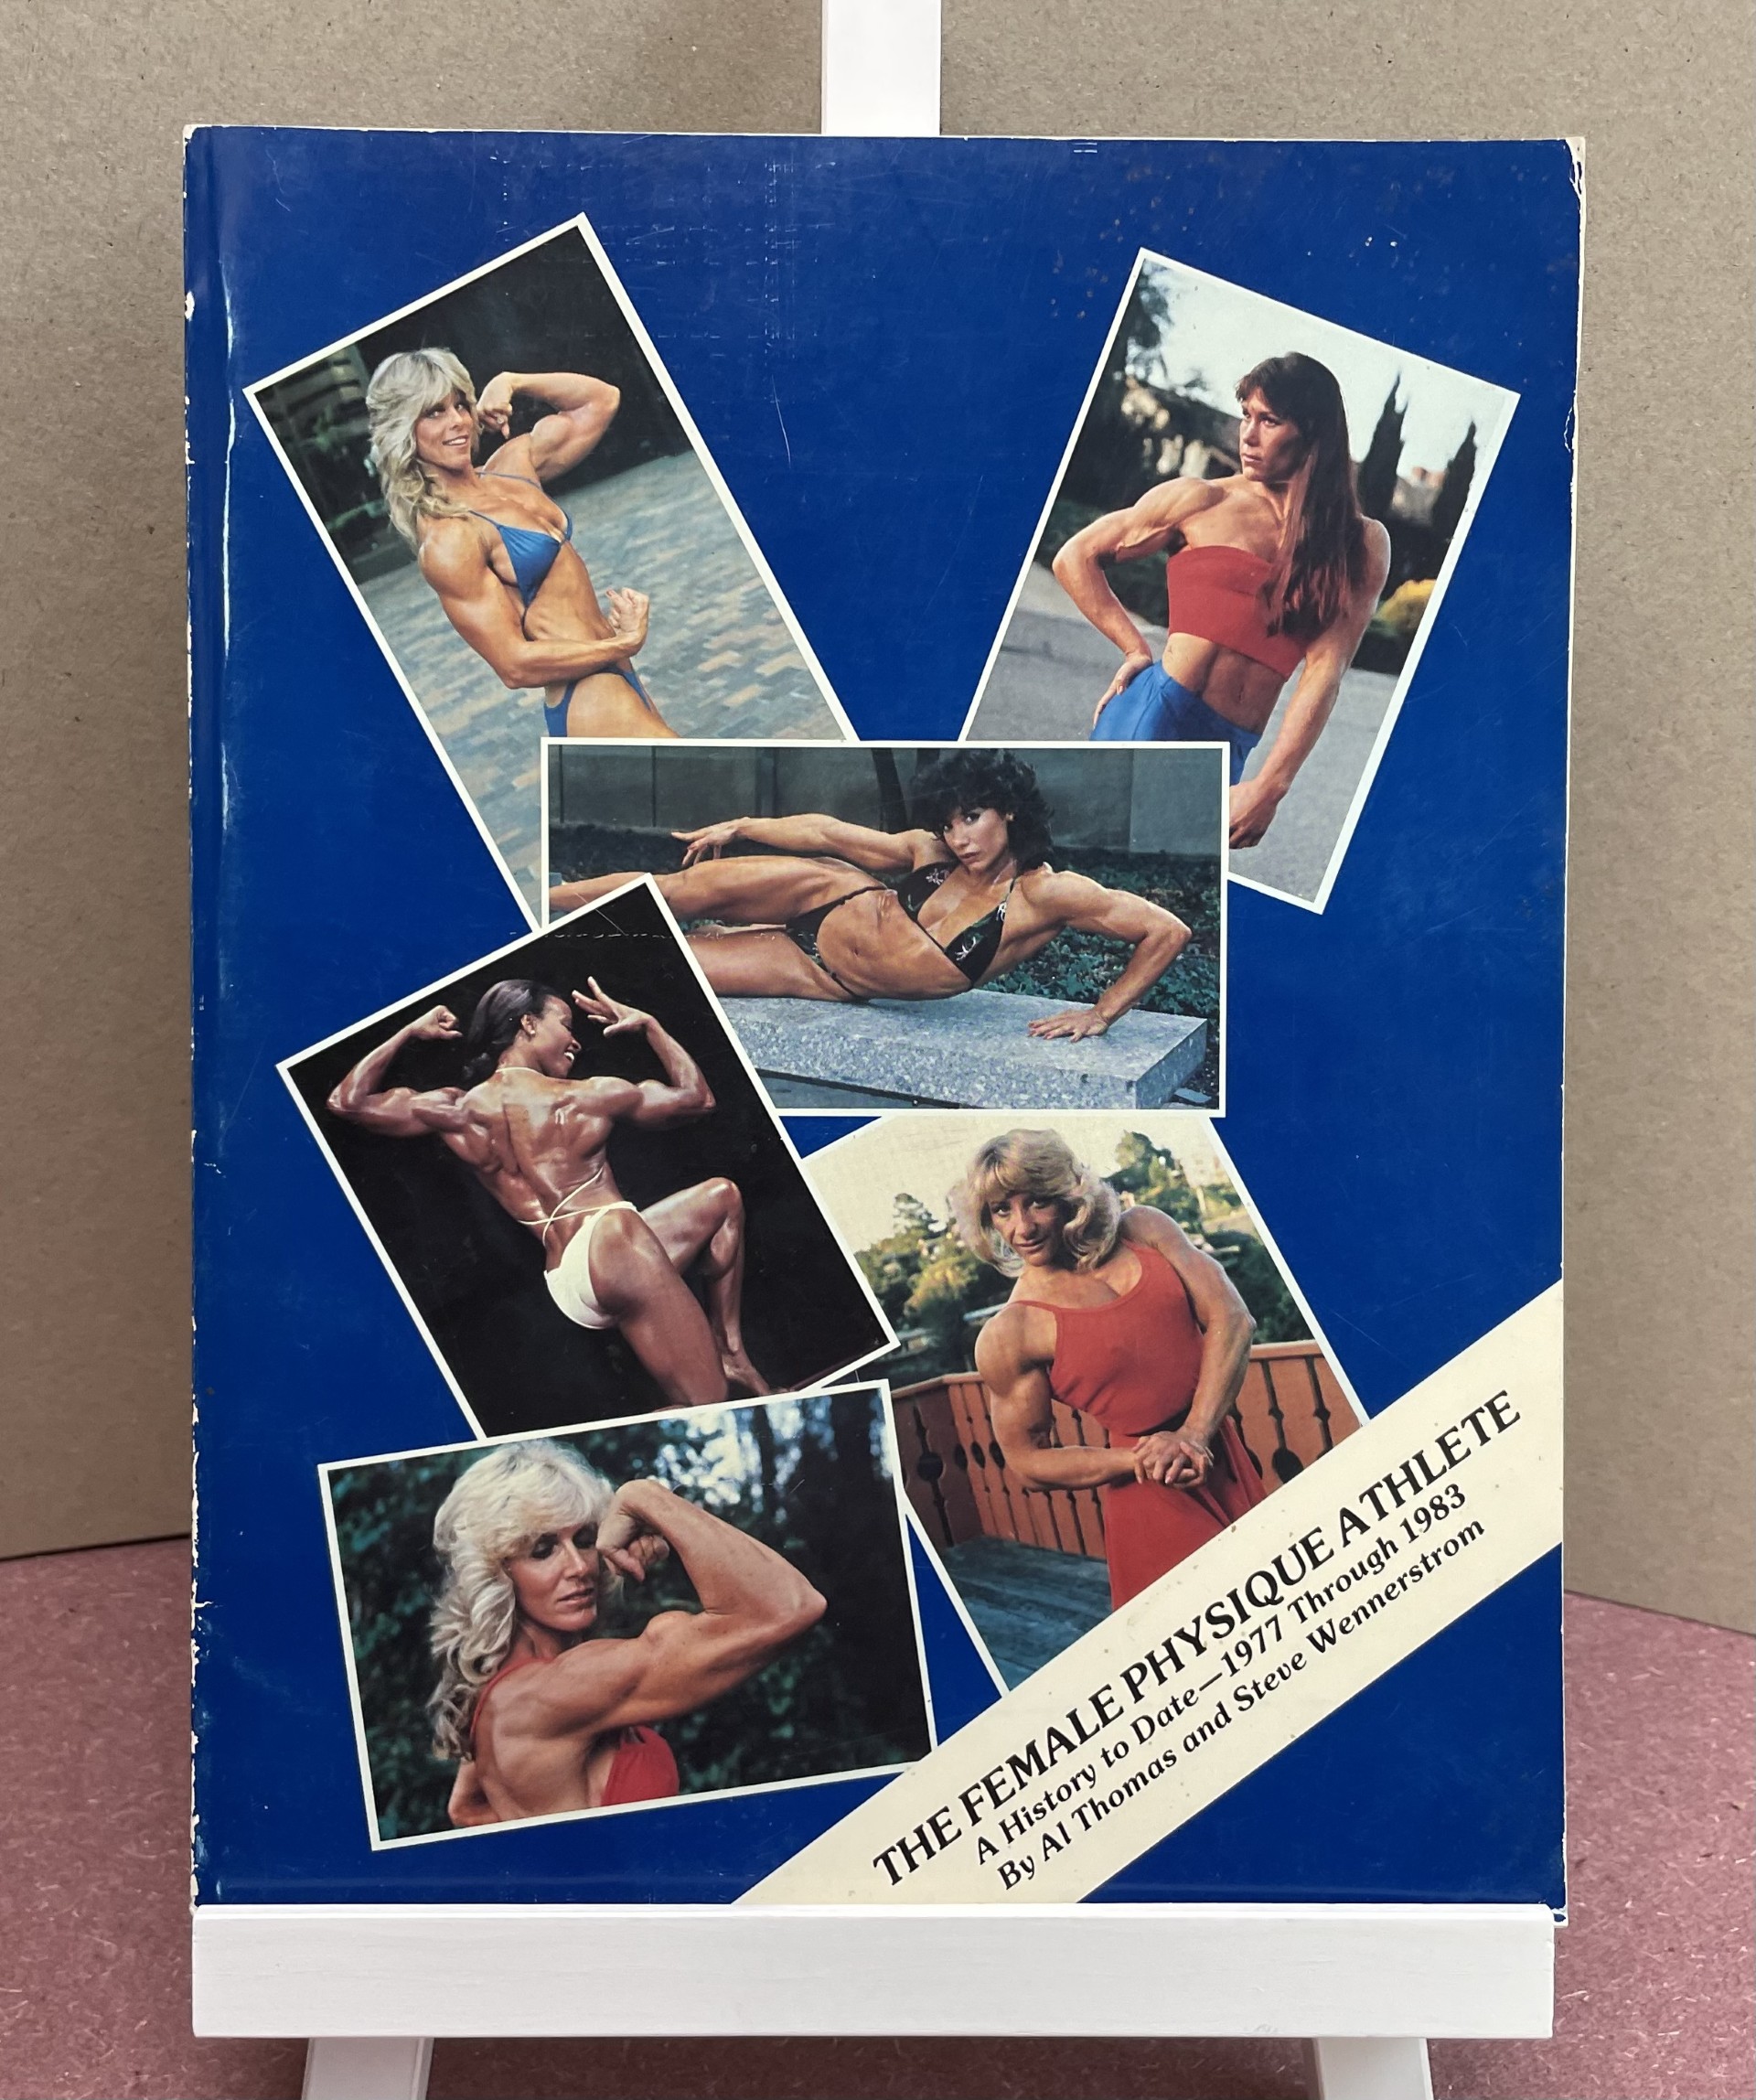 THE FEMALE PHYSIQUE ATHLETE
A History to Date—1977 Through 1983
By Al Thomas and Steve Wennerstrom